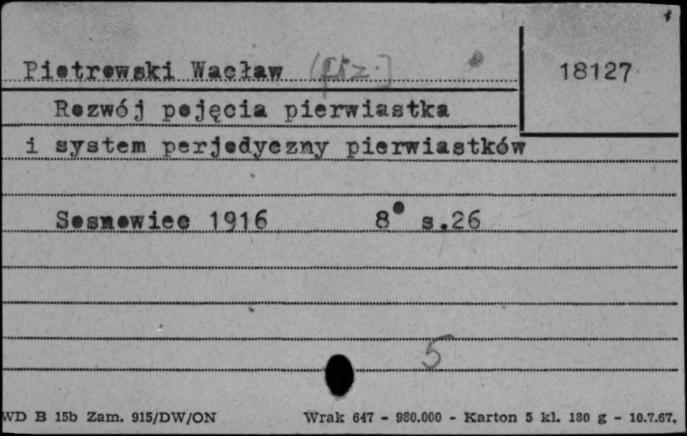 Piotrowski Wacław
18127
Rozwój pojęcia pierwiastka
i system perjodyczny pierwiastków
Sosnowiec 1916 8° s.26
5
WD B 15b Zam. 915/DW/ON Wrak 647 - 980.000 - Karton 5 kl. 180 g - 10.7.67.